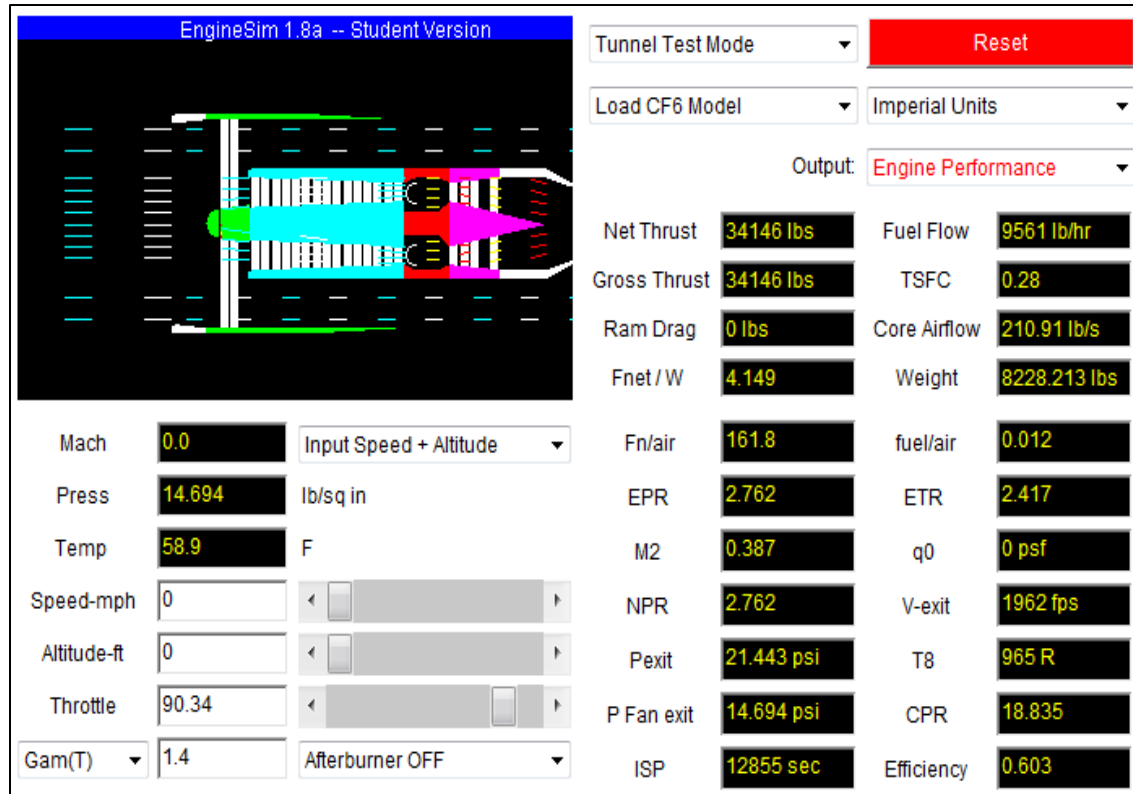 EngineSim 1.8a -- Student Version
Tunnel Test Mode Reset
Load CF6 Model Imperial Units
Output: Engine Performance
Net Thrust 34146 lbs Fuel Flow 9561 lb/hr
Gross Thrust 34146 lbs TSFC 0.28
Ram Drag 0 lbs Core Airflow 210.91 lb/s
Fnet / W 4.149 Weight 8228.213 lbs
Mach 0.0 Input Speed + Altitude Fn/air 161.8 fuel/air 0.012
Press 14.694 lb/sq in EPR 2.762 ETR 2.417
Temp 58.9 F M2 0.387 q0 0 psf
Speed-mph 0 NPR 2.762 V-exit 1962 fps
Altitude-ft 0 Pexit 21.443 psi T8 965 R
Throttle 90.34 P Fan exit 14.694 psi CPR 18.835
Gam(T) 1.4 Afterburner OFF ISP 12855 sec Efficiency 0.603